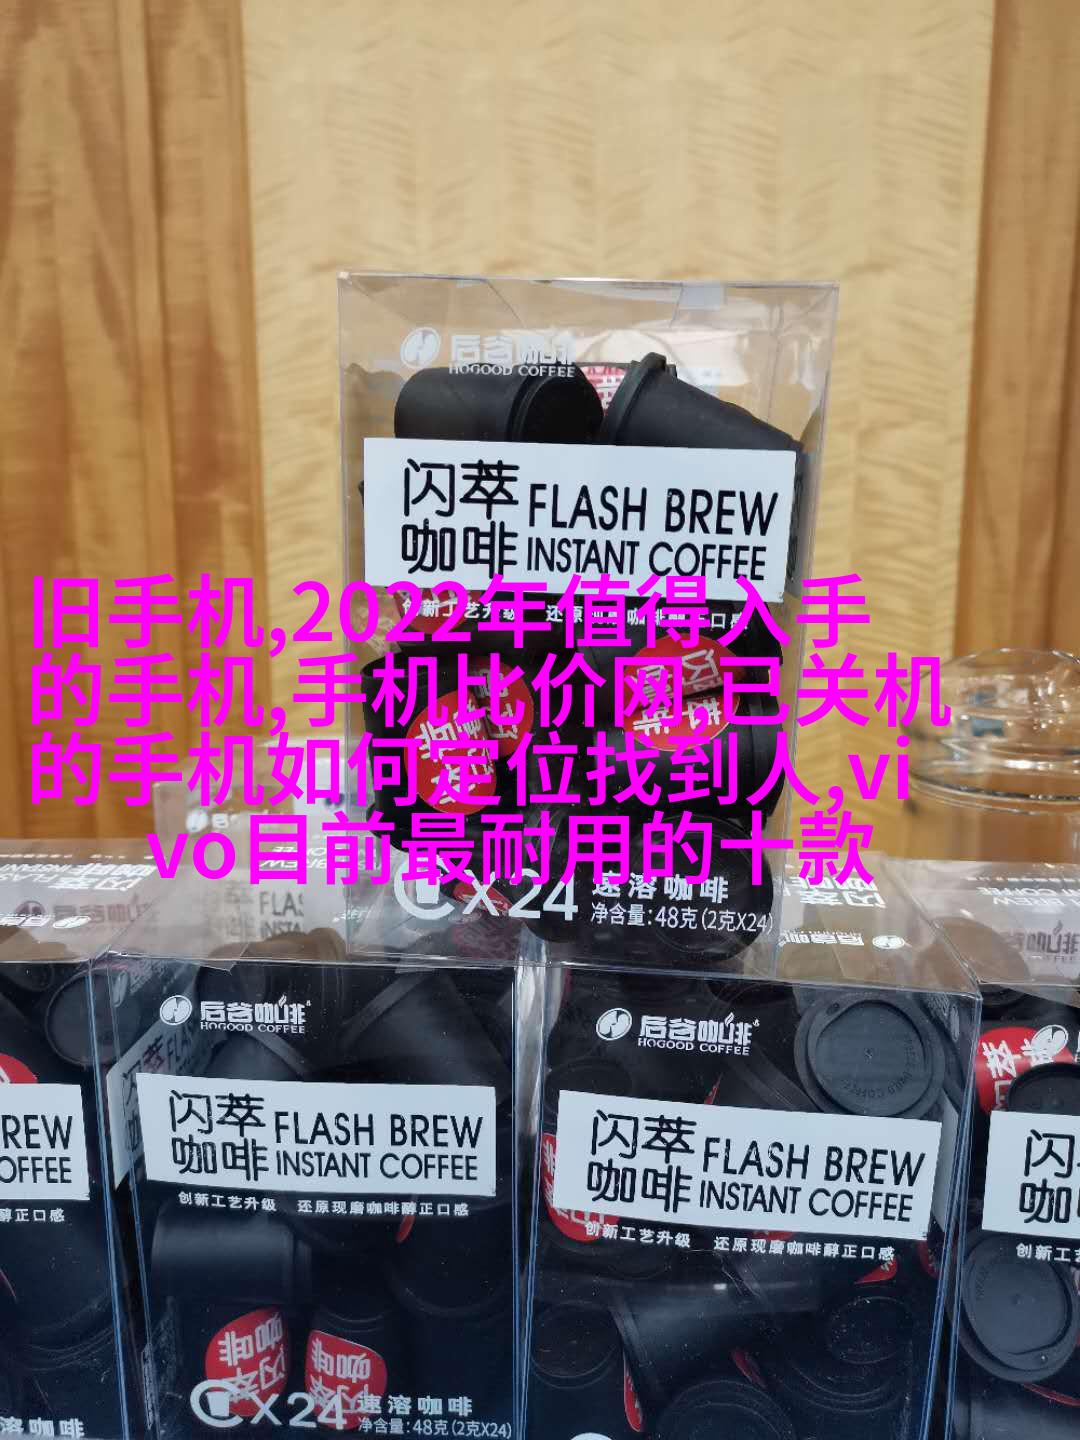 后谷咖啡
HOGOOD COFFEE
闪萃
咖啡
FLASH BREW
INSTANT COFFEE
旧手机,2022年值得入手
的手机,手机比价网,已关机
的手机如何定位找到人,vi
vo目前最耐用的十款
X24
速溶咖啡
净含量:48克(2克X24)
后谷咖啡
HOGOOD COFFEE
闪萃
咖啡
FLASH BREW
INSTANT COFFEE
创新工艺升级 还原现磨咖啡醇正口感
X24
速溶咖啡
净含量:48克(2克X24)
后谷咖啡
HOGOOD COFFEE
闪萃
咖啡
FLASH BREW
INSTANT COFFEE
创新工艺升级 还原现磨咖啡醇正口感